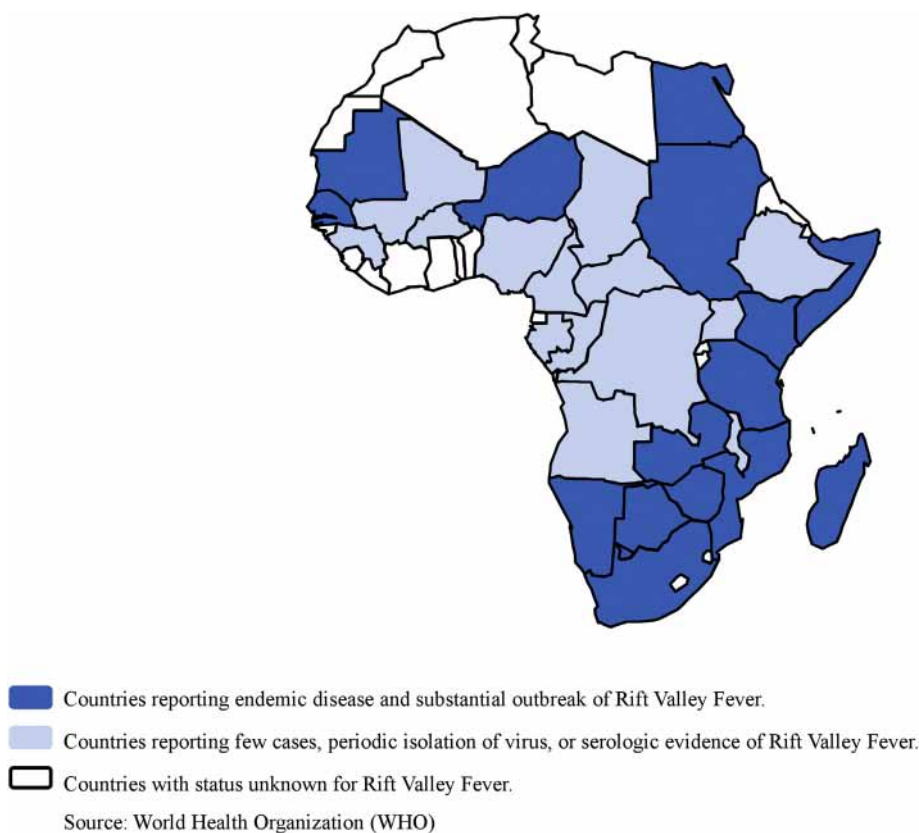 Countries reporting endemic disease and substantial outbreak of Rift Valley Fever.
Countries reporting few cases, periodic isolation of virus, or serologic evidence of Rift Valley Fever.
Countries with status unknown for Rift Valley Fever.
Source: World Health Organization (WHO)